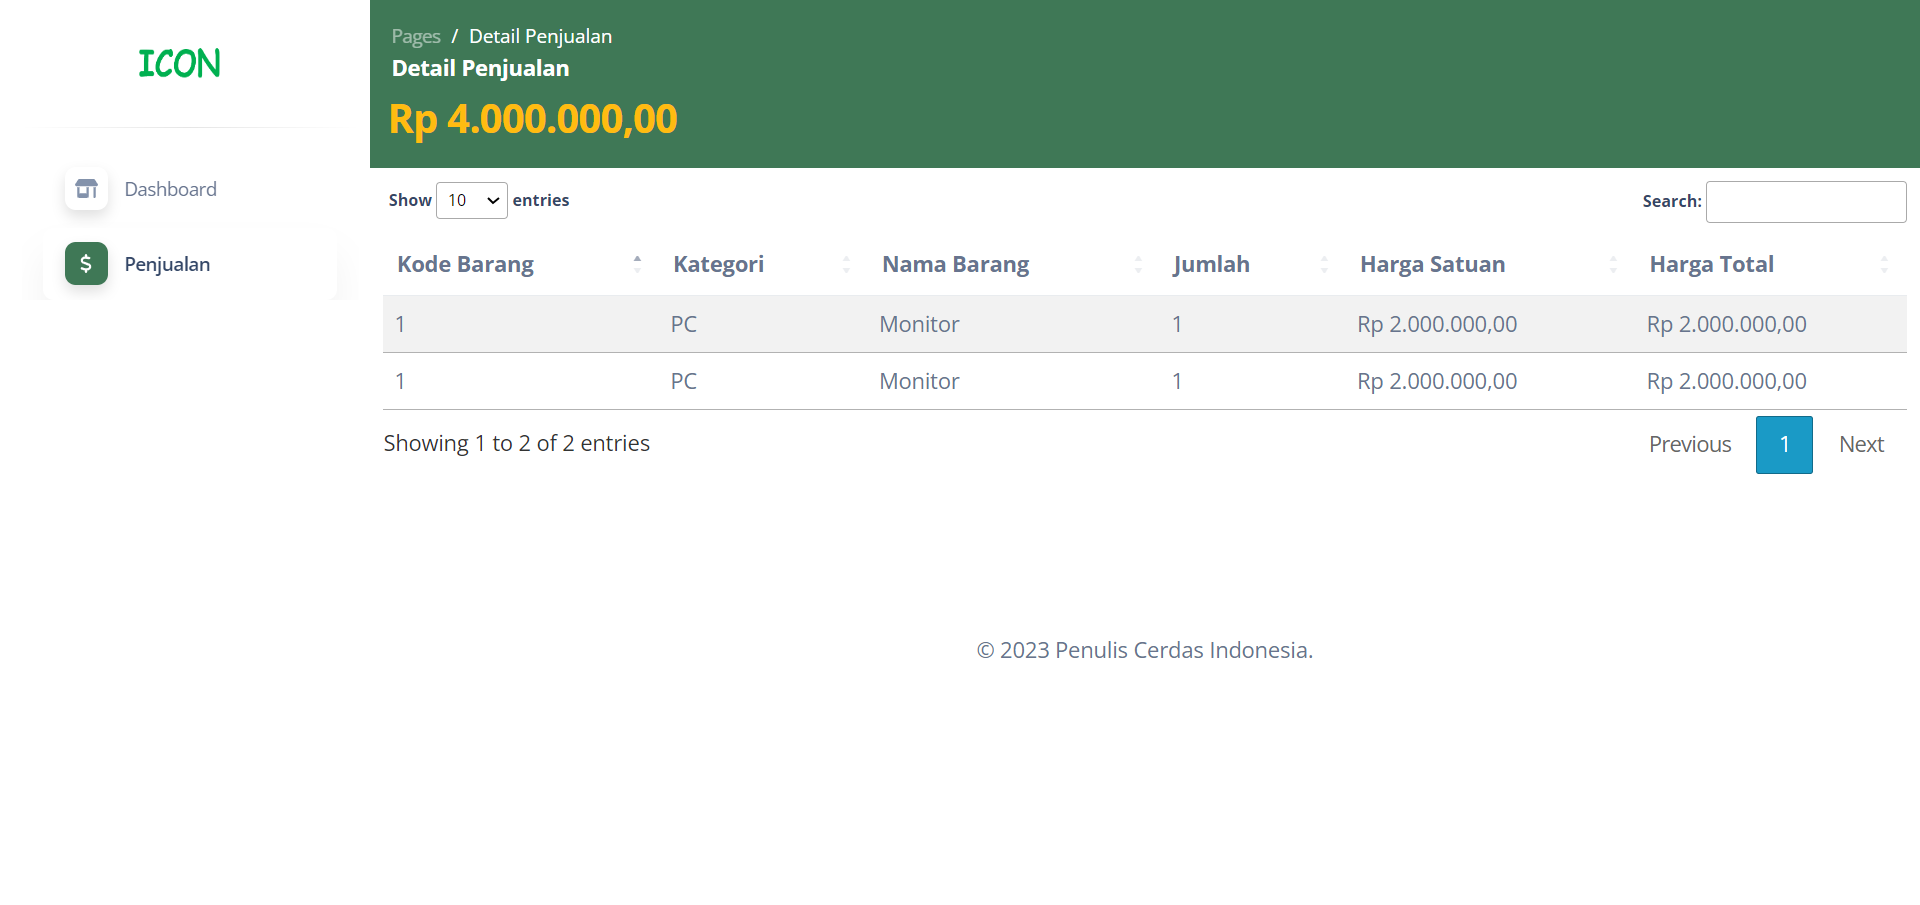 ICON
Dashboard
Penjualan
Pages / Detail Penjualan
Detail Penjualan
Rp 4.000.000,00
Show 10 entries
Search:
Kode Barang Kategori Nama Barang Jumlah Harga Satuan Harga Total
1 PC Monitor 1 Rp 2.000.000,00 Rp 2.000.000,00
1 PC Monitor 1 Rp 2.000.000,00 Rp 2.000.000,00
Showing 1 to 2 of 2 entries
Previous 1 Next
© 2023 Penulis Cerdas Indonesia.